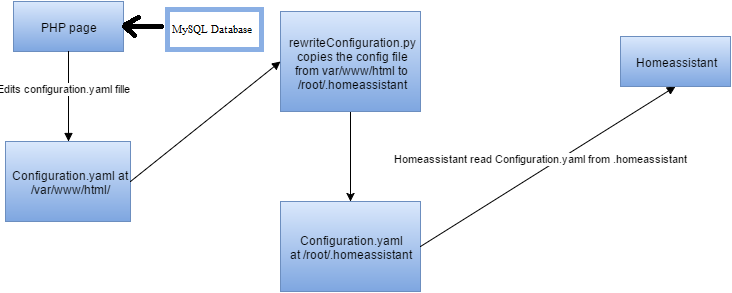 PHP page
MySQL Database
Edits configuration.yaml fille
Configuration.yaml at
/var/www/html/
rewriteConfiguration.py
copies the config file
from var/www/html to
/root/.homeassistant
Configuration.yaml
at /root/.homeassistant
Homeassistant read Configuration.yaml from .homeassistant
Homeassistant